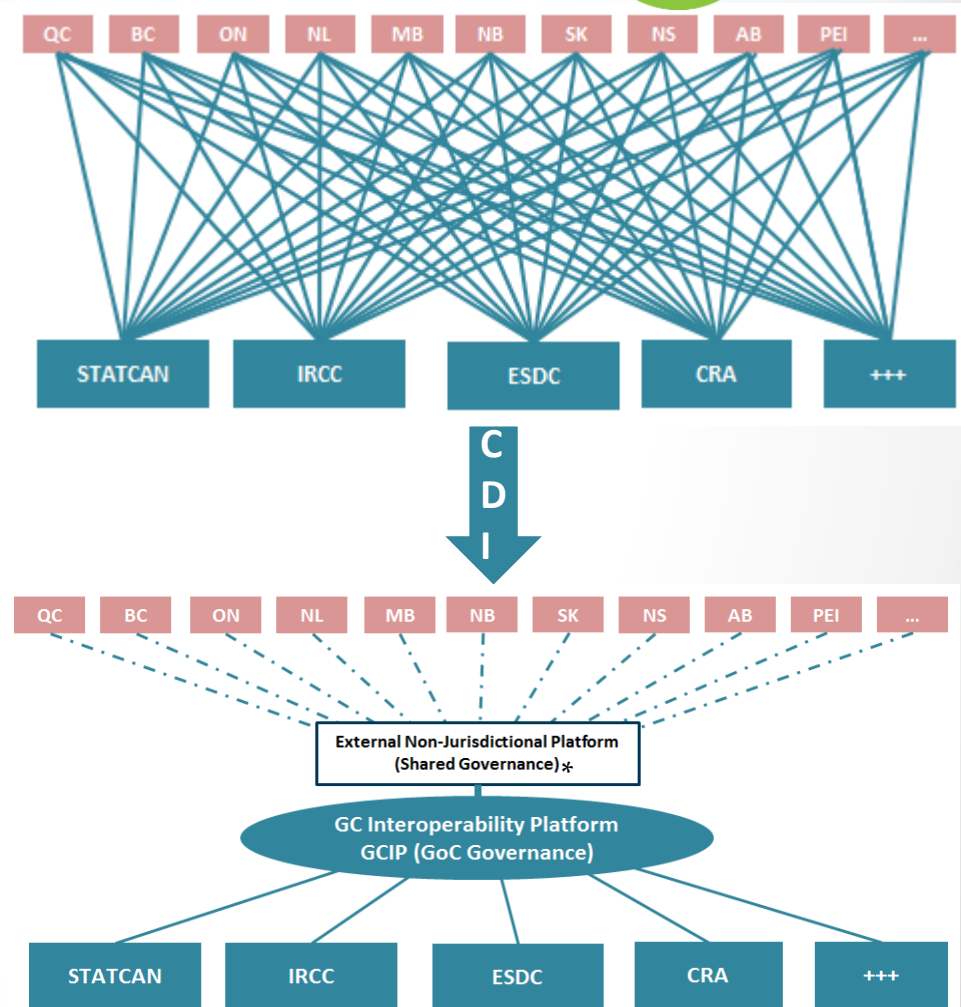 QC BC ON NL MB NB SK NS AB PEI ...
STATCAN IRCC ESDC CRA +++
C
D
I
QC BC ON NL MB NB SK NS AB PEI ...
External Non-Jurisdictional Platform
(Shared Governance)*
GC Interoperability Platform
GCIP (GoC Governance)
STATCAN IRCC ESDC CRA +++